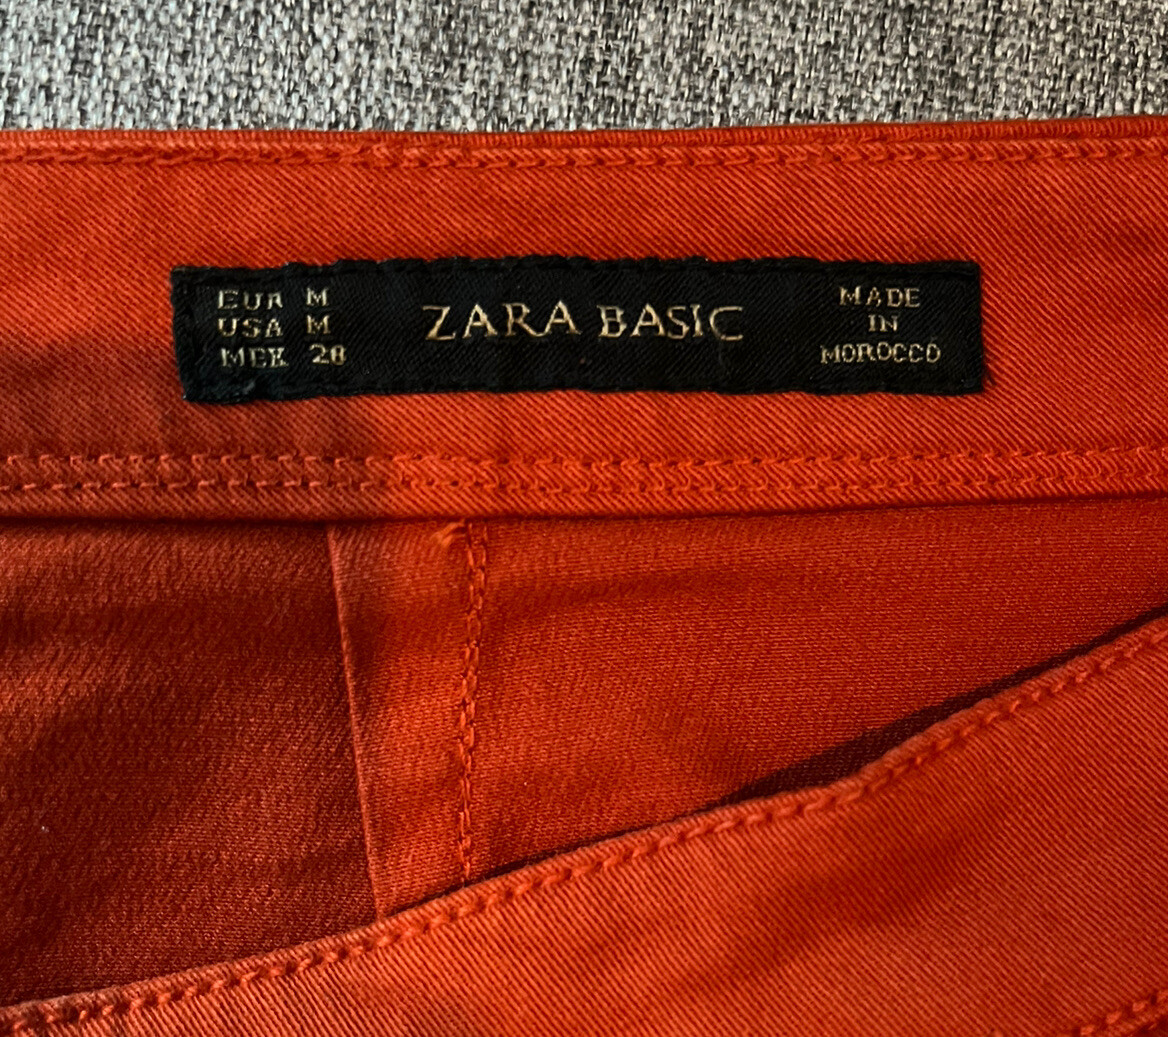 EUR M
USA M
MEX 28
ZARA BASIC
MADE
IN
MOROCCO